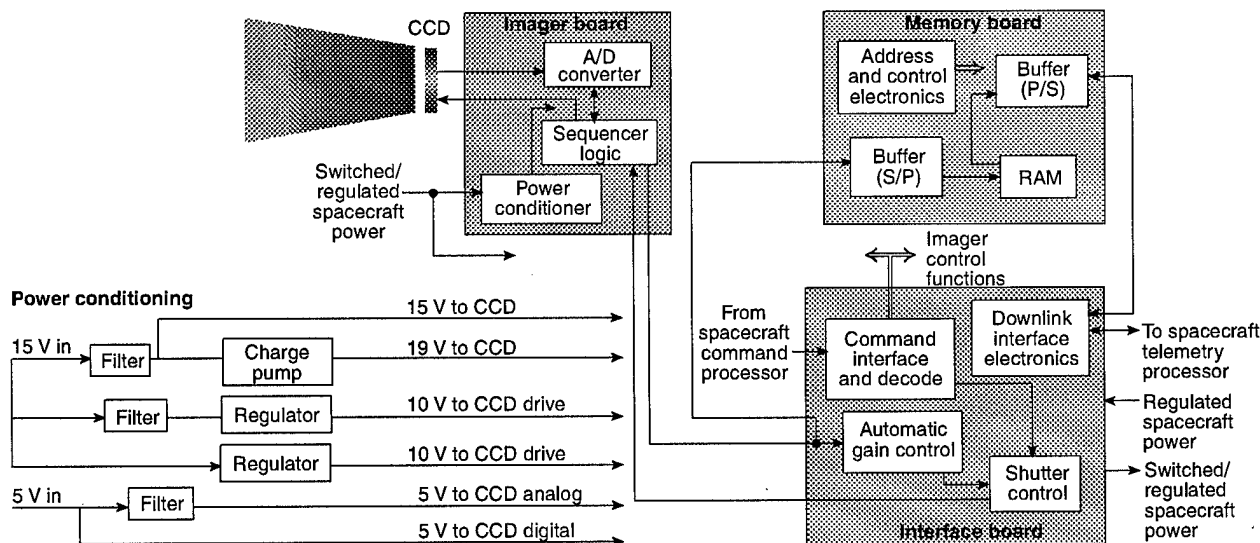 CCD
Imager board
A/D
converter
Sequencer
logic
Power
conditioner
Switched/
regulated
spacecraft
power
Memory board
Address
and control
electronics
Buffer
(P/S)
Buffer
(S/P)
RAM
Imager
control
functions
Power conditioning
15 V in
Filter
15 V to CCD
Charge
pump
19 V to CCD
Filter
Regulator
10 V to CCD drive
Regulator
10 V to CCD drive
5 V in
Filter
5 V to CCD analog
5 V to CCD digital
From
spacecraft
command
processor
Command
interface
and decode
Downlink
interface
electronics
To spacecraft
telemetry
processor
Automatic
gain control
Regulated
spacecraft
power
Shutter
control
Switched/
regulated
spacecraft
power
Interface board